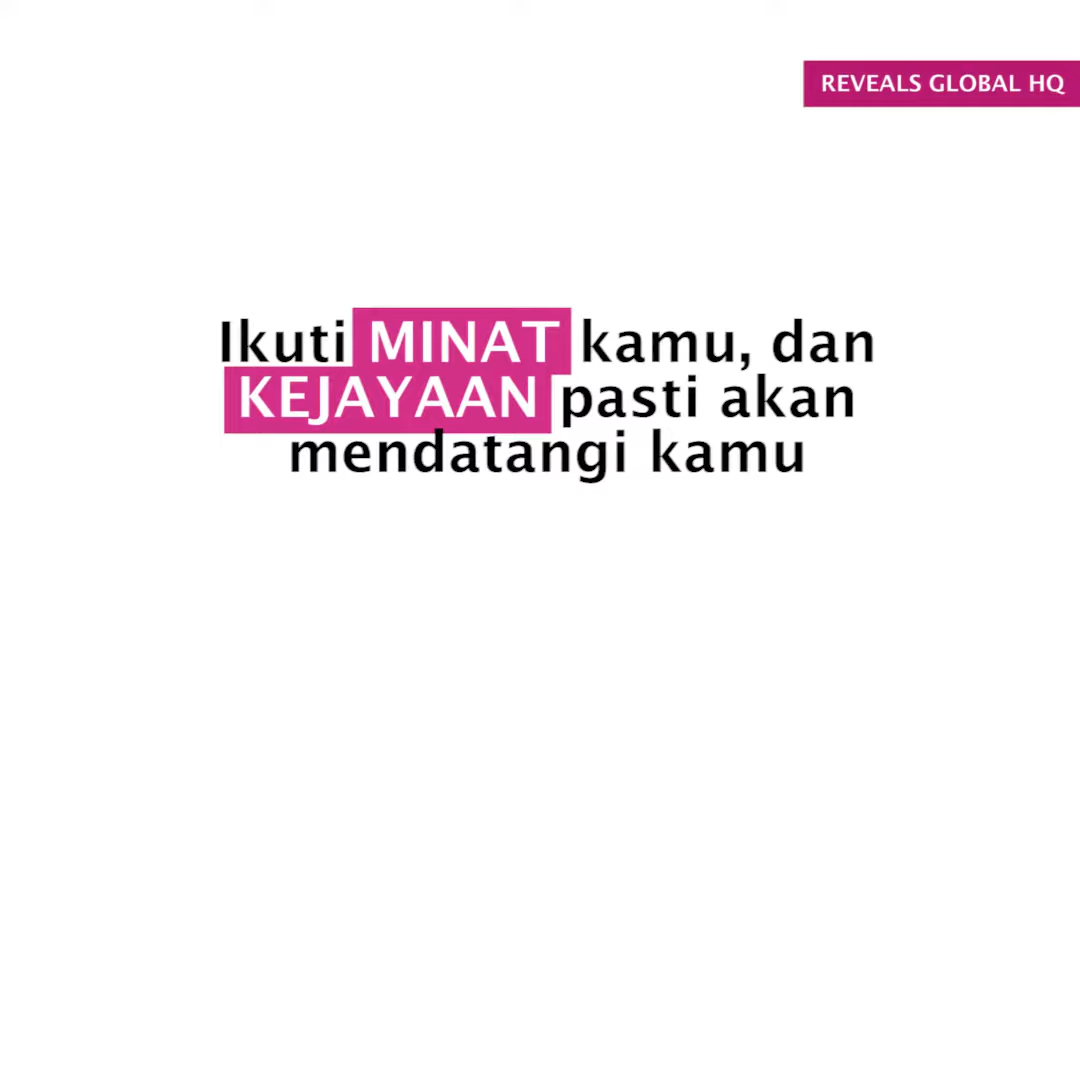 REVEALS GLOBAL HQ
Ikuti MINAT kamu, dan
KEJAYAAN pasti akan
mendatangi kamu